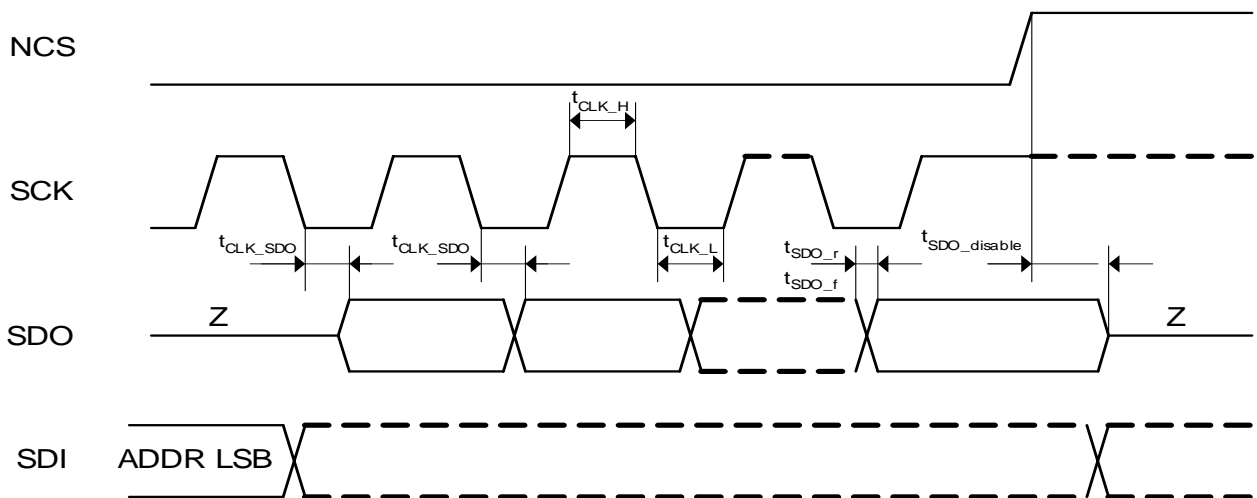 NCS
tCLK_H
SCK
tCLK_SDO
tCLK_SDO
tCLK_L
tSDO_r
tSDO_f
tSDO_disable
Z
Z
SDO
SDI
ADDR LSB